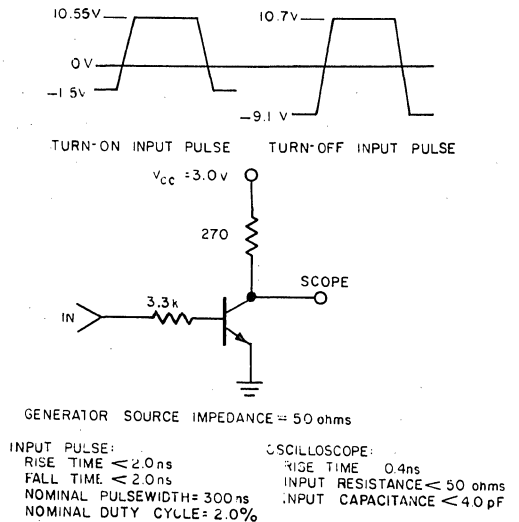 10.55V
10.7V
0V
-1.5V
-9.1 V
TURN-ON INPUT PULSE
TURN-OFF INPUT PULSE
VCC = 3.0V
270
SCOPE
3.3k
IN
GENERATOR SOURCE IMPEDANCE = 50 ohms
INPUT PULSE:
RISE TIME < 2.0ns
FALL TIME < 2.0ns
NOMINAL PULSEWIDTH = 300ns
NOMINAL DUTY CYCLE = 2.0%
OSCILLOSCOPE:
RISE TIME 0.4ns
INPUT RESISTANCE < 50 ohms
INPUT CAPACITANCE < 4.0 pF